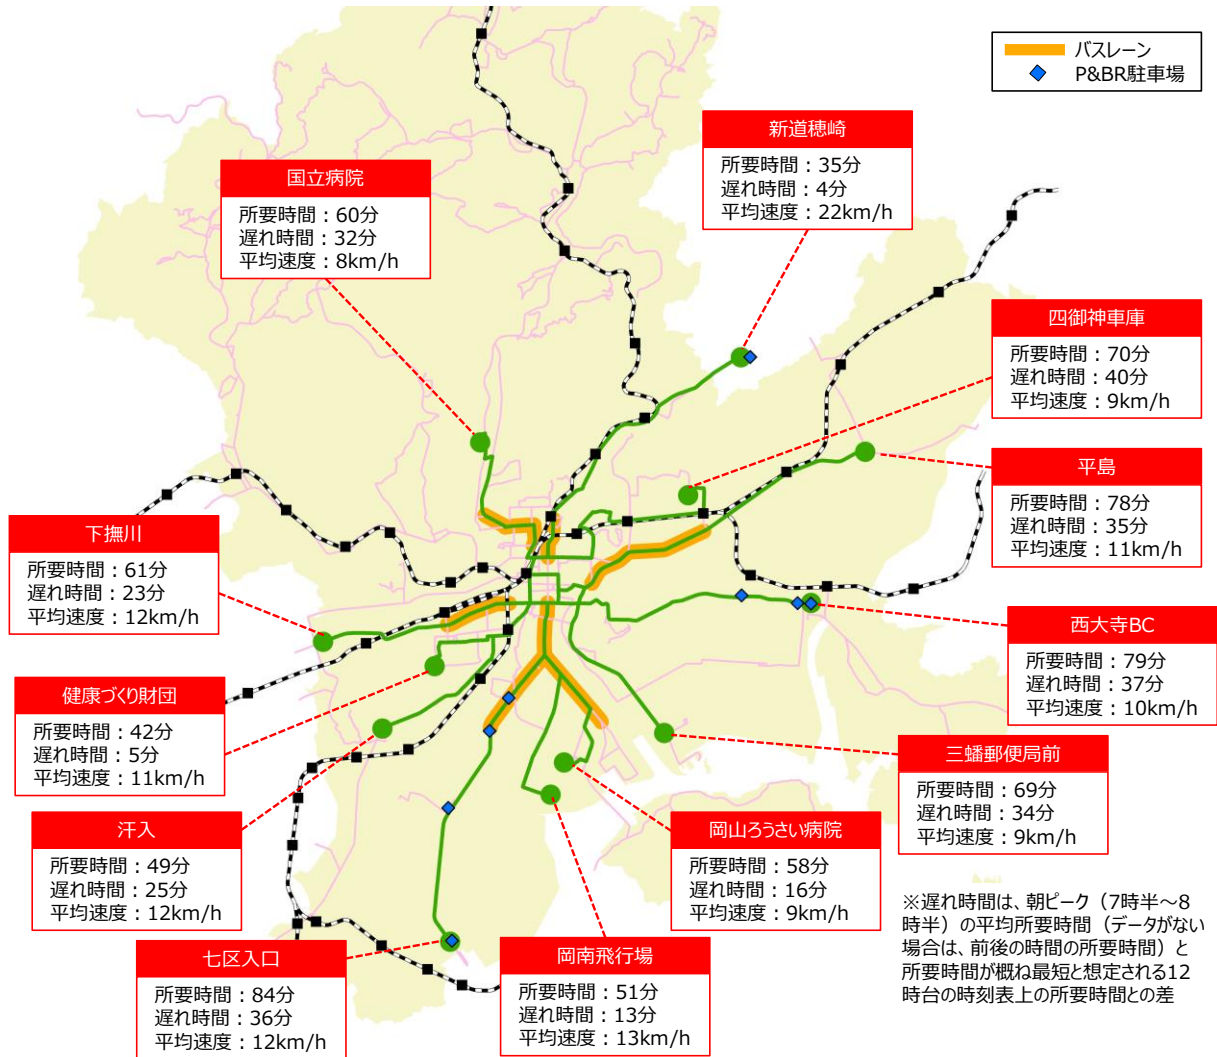 バスレーン
P&BR駐車場
新道穂崎
所要時間：35分
遅れ時間：4分
平均速度：22km/h
国立病院
所要時間：60分
遅れ時間：32分
平均速度：8km/h
四御神車庫
所要時間：70分
遅れ時間：40分
平均速度：9km/h
平島
所要時間：78分
遅れ時間：35分
平均速度：11km/h
下撫川
所要時間：61分
遅れ時間：23分
平均速度：12km/h
西大寺BC
所要時間：79分
遅れ時間：37分
平均速度：10km/h
健康づくり財団
所要時間：42分
遅れ時間：5分
平均速度：11km/h
三蟠郵便局前
所要時間：69分
遅れ時間：34分
平均速度：9km/h
汗入
所要時間：49分
遅れ時間：25分
平均速度：12km/h
岡山ろうさい病院
所要時間：58分
遅れ時間：16分
平均速度：9km/h
七区入口
所要時間：84分
遅れ時間：36分
平均速度：12km/h
岡南飛行場
所要時間：51分
遅れ時間：13分
平均速度：13km/h
※遅れ時間は、朝ピーク（7時半～8
時半）の平均所要時間（データがない
場合は、前後の時間の所要時間）と
所要時間が概ね最短と想定される12
時台の時刻表上の所要時間との差